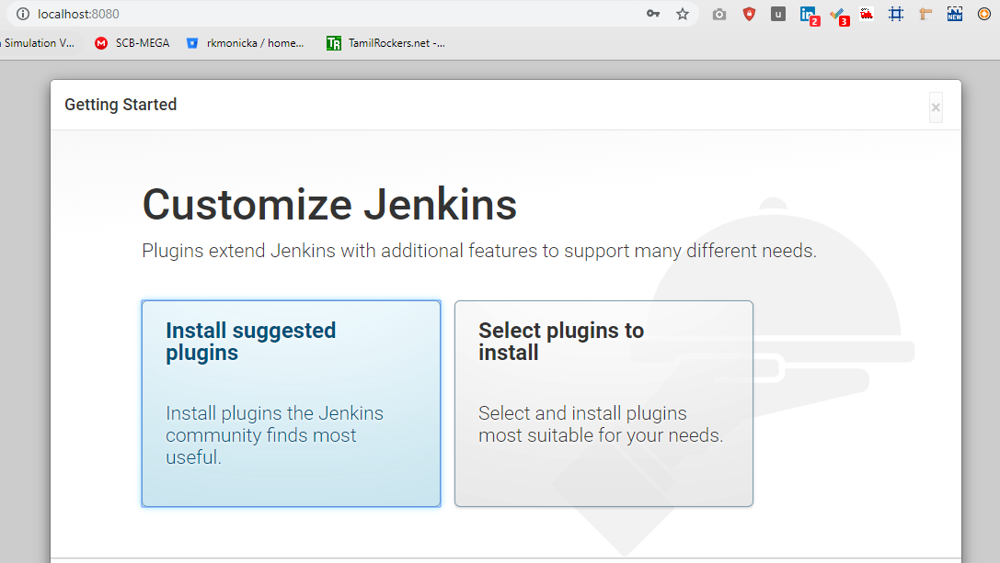 localhost:8080
u
2
3
NEW
Simulation V...
M
SCB-MEGA
rkmonicka / home...
TR
TamilRockers.net -...
Getting Started
×
Customize Jenkins
Plugins extend Jenkins with additional features to support many different needs.
Install suggested
plugins
Install plugins the Jenkins
community finds most
useful.
Select plugins to
install
Select and install plugins
most suitable for your needs.